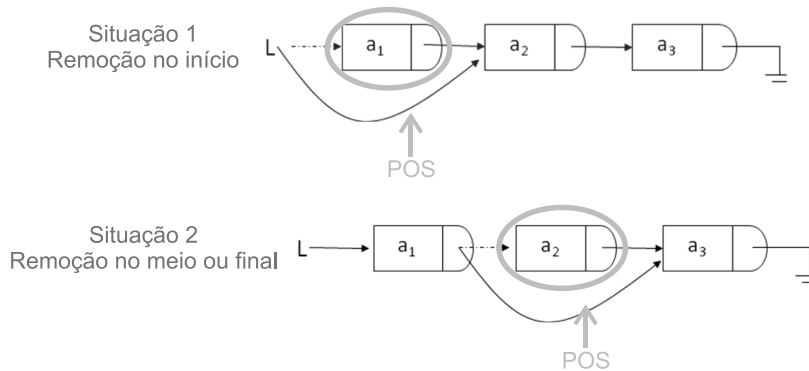 Situação 1
Remoção no início
L a₁ a₂ a₃
POS
Situação 2
Remoção no meio ou final
L a₁ a₂ a₃
POS